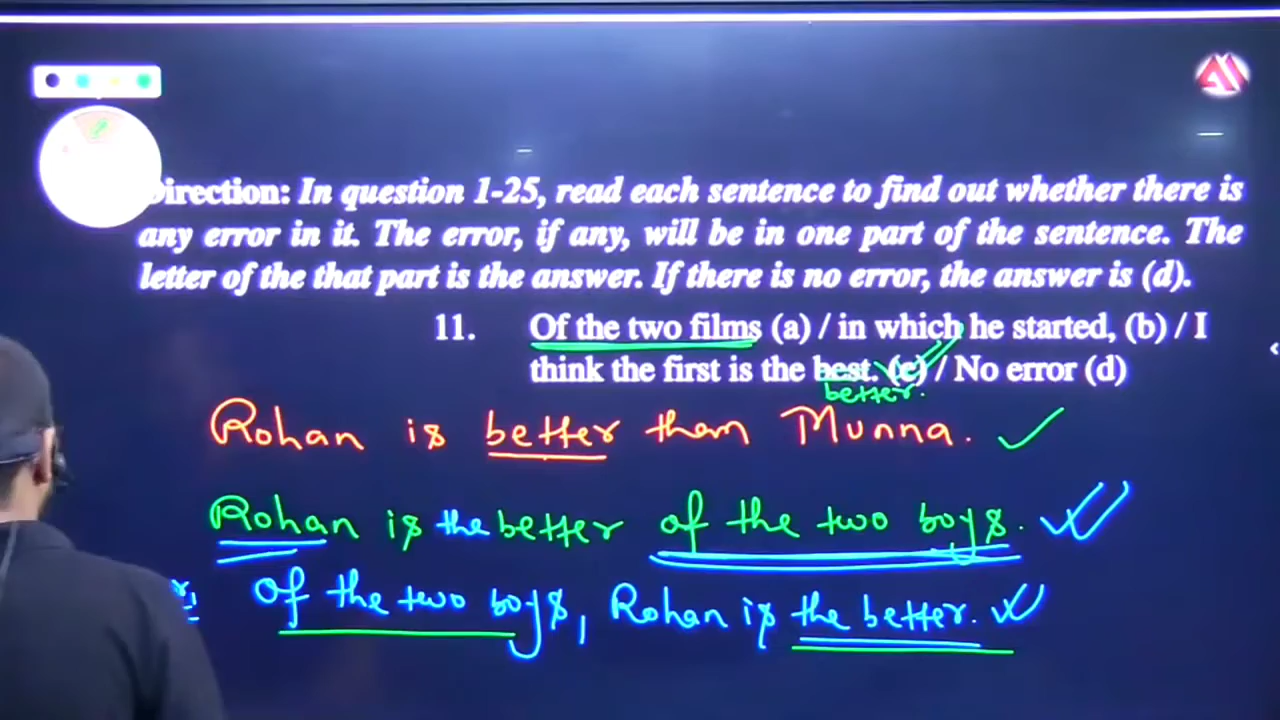 Direction: In question 1-25, read each sentence to find out whether there is
any error in it. The error, if any, will be in one part of the sentence. The
letter of the that part is the answer. If there is no error, the answer is (d).
11. Of the two films (a) / in which he started, (b) / I
think the first is the best. (c) / No error (d)
better.
Rohan is better than Munna.
Rohan is the better of the two boys.
of the two boys, Rohan is the better.